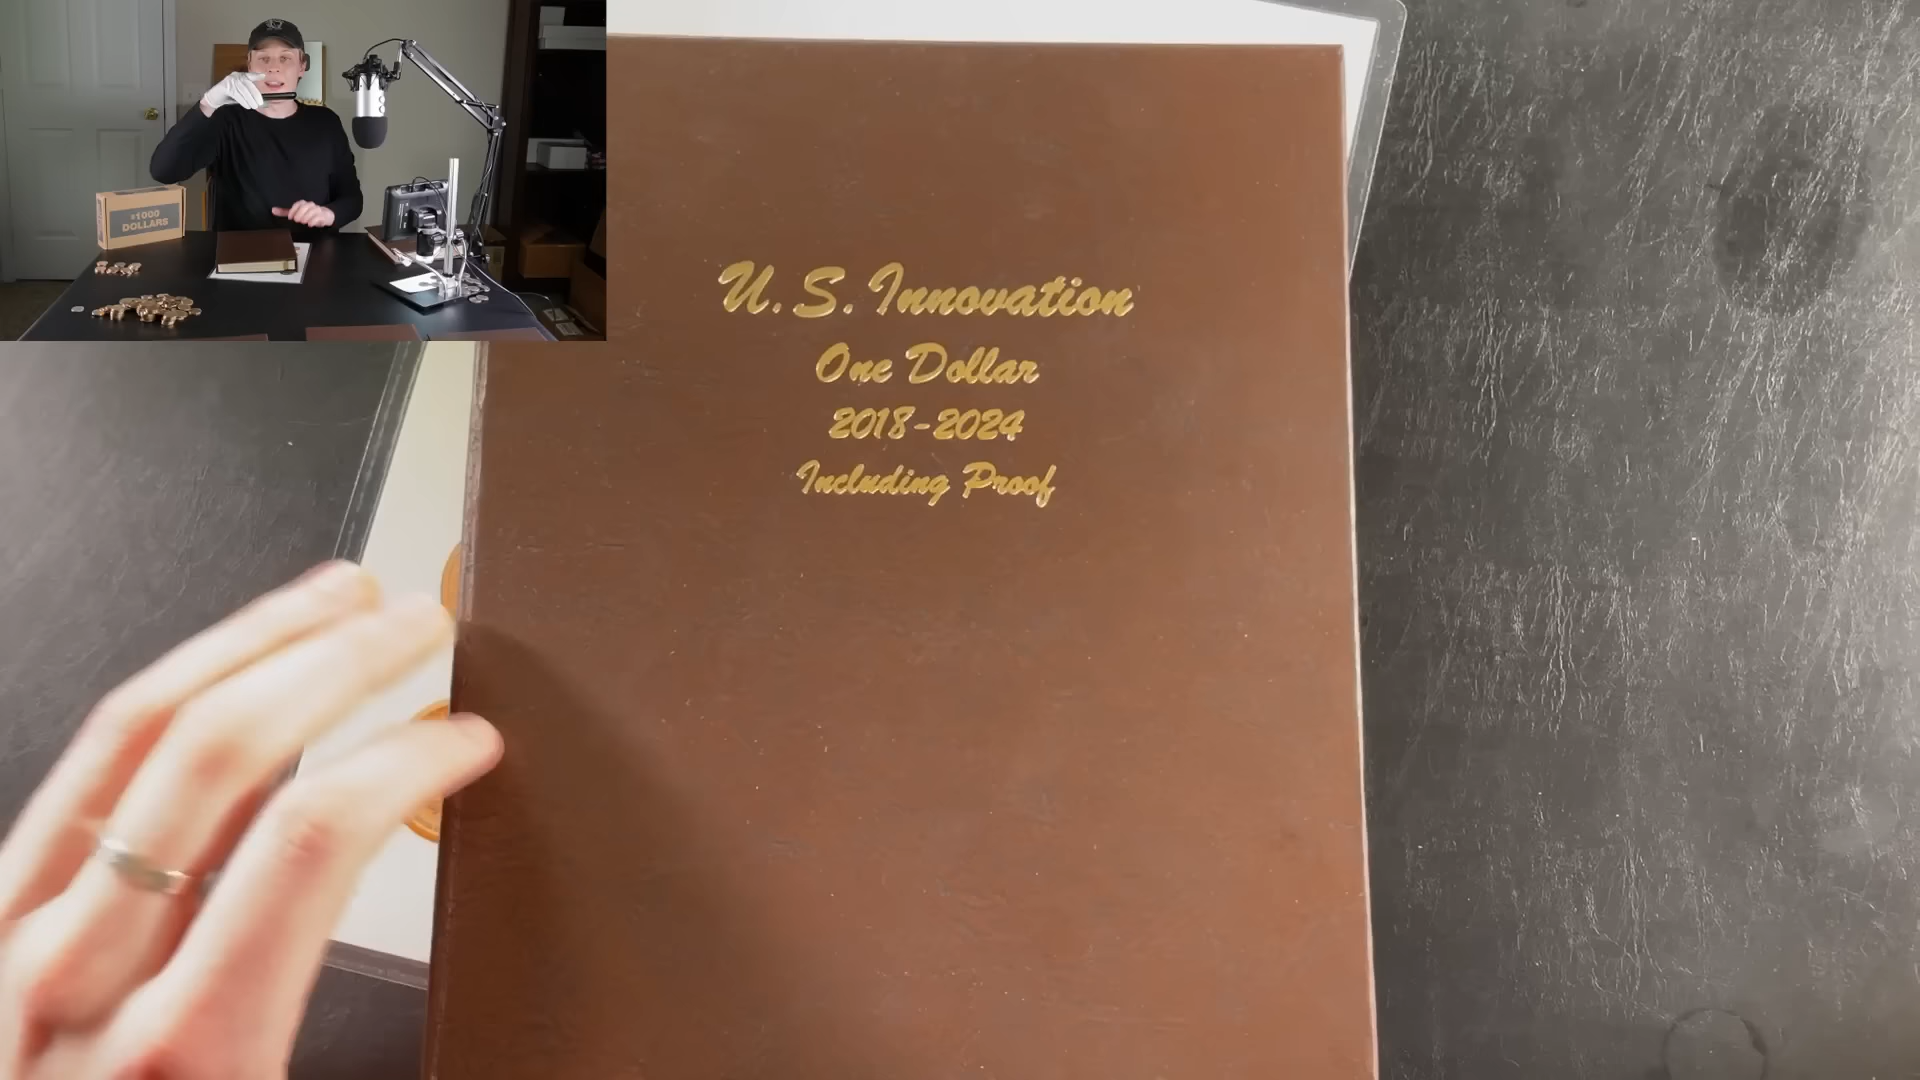 $1000
DOLLARS
U.S. Innovation
One Dollar
2018-2024
Including Proof